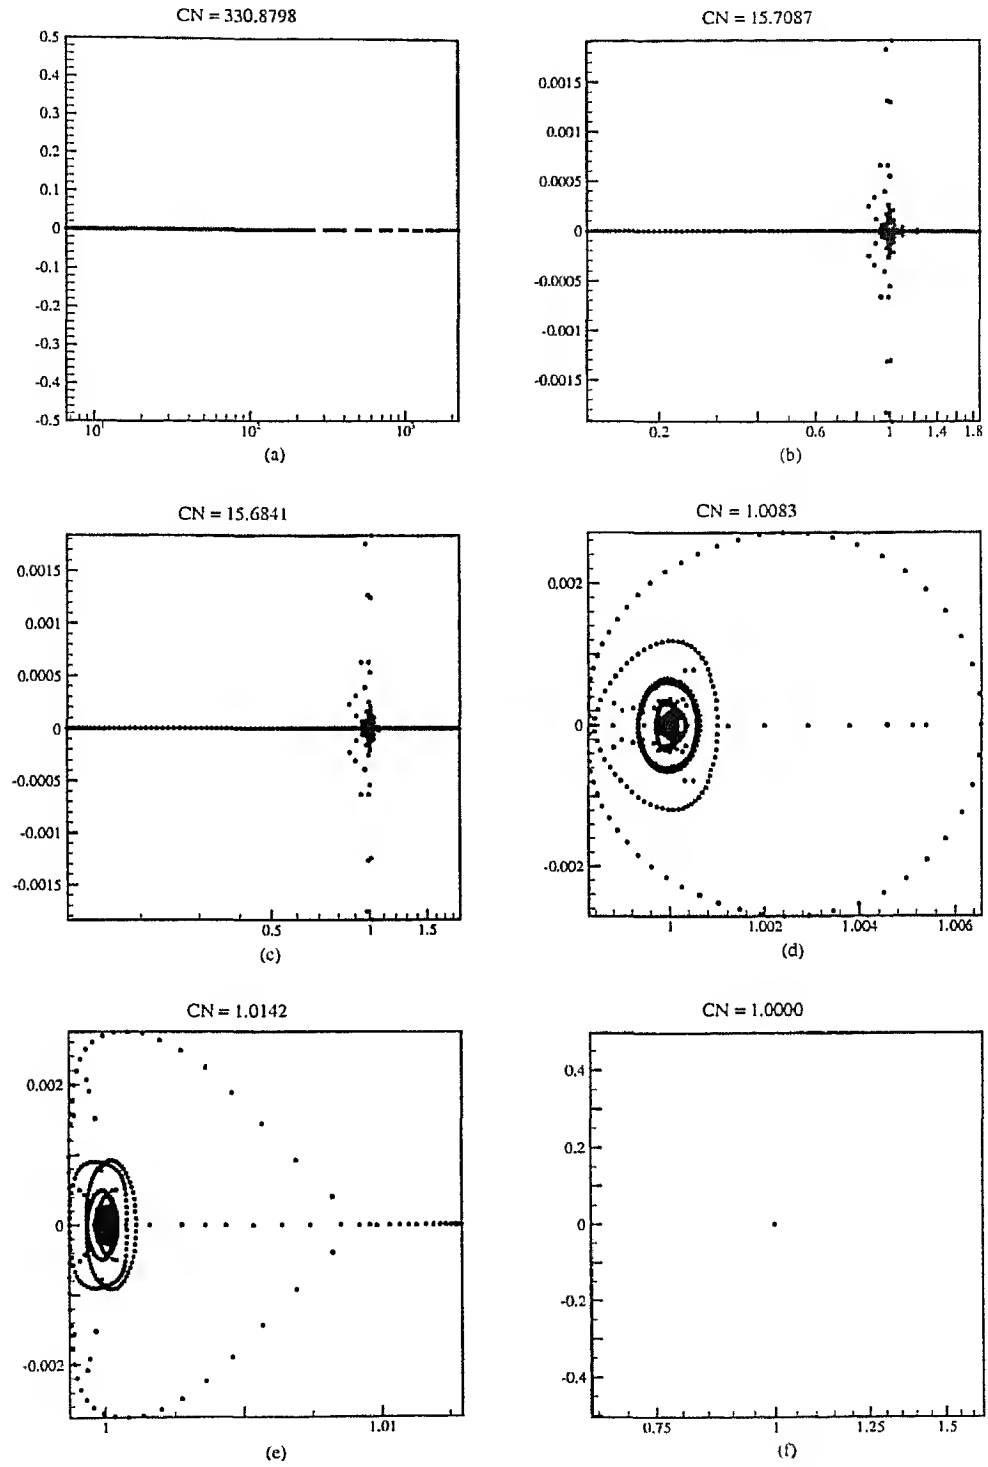 CN = 330.8798
0.5
0.4
0.3
0.2
0.1
0
-0.1
-0.2
-0.3
-0.4
-0.5
10¹ 10² 10³
(a)
CN = 15.7087
0.0015
0.001
0.0005
0
-0.0005
-0.001
-0.0015
0.2 0.6 1 1.4 1.8
(b)
CN = 15.6841
0.0015
0.001
0.0005
0
-0.0005
-0.001
-0.0015
0.5 1 1.5
(c)
CN = 1.0083
0.002
0
-0.002
1 1.002 1.004 1.006
(d)
CN = 1.0142
0.002
0
-0.002
1 1.01
(e)
CN = 1.0000
0.4
0.2
0
-0.2
-0.4
0.75 1 1.25 1.5
(f)